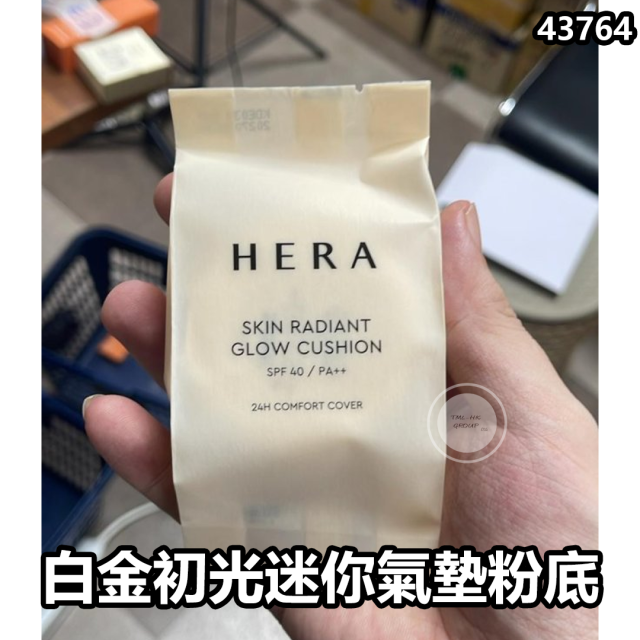 43764
HERA
SKIN RADIANT
GLOW CUSHION
SPF 40 / PA++
24H COMFORT COVER
GROUP
白金初光迷你氣墊粉底